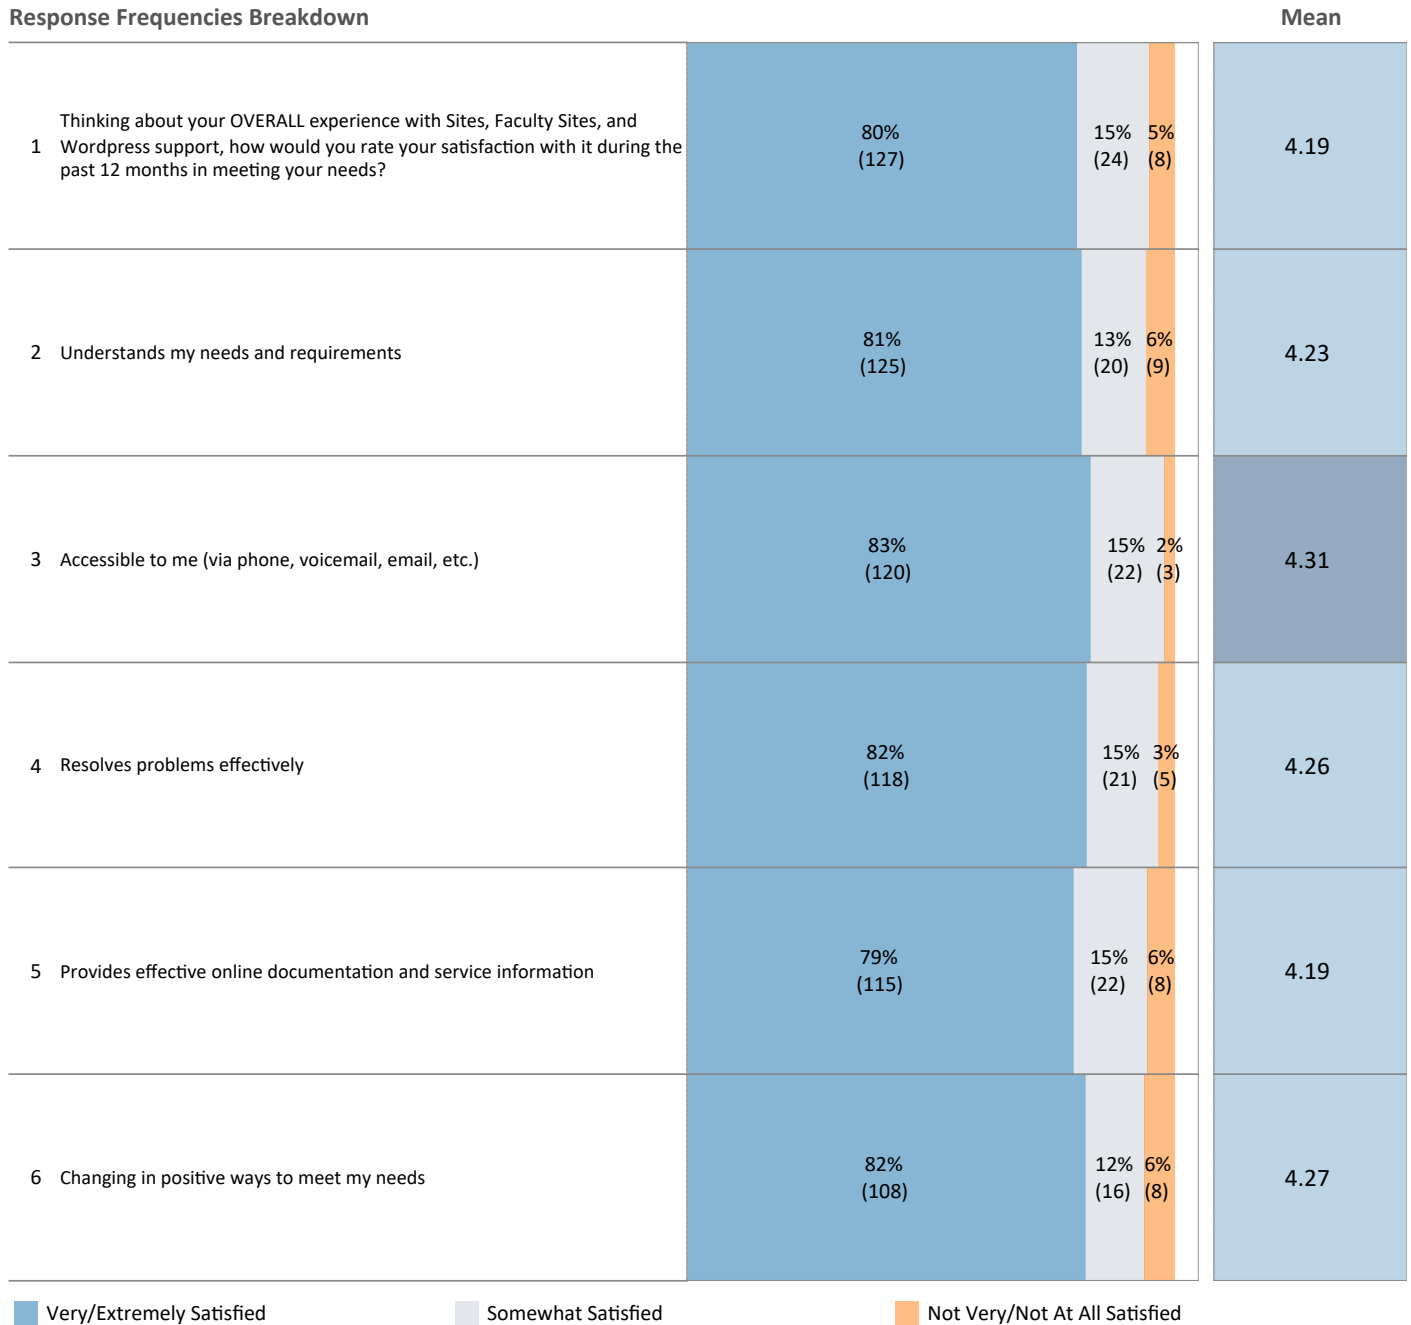 Response Frequencies Breakdown
Mean
1
Thinking about your OVERALL experience with Sites, Faculty Sites, and
Wordpress support, how would you rate your satisfaction with it during the
past 12 months in meeting your needs?
80% 15% 5%
(127) (24) (8)
4.19
2 Understands my needs and requirements
81% 13% 6%
(125) (20) (9)
4.23
3 Accessible to me (via phone, voicemail, email, etc.)
83% 15% 2%
(120) (22) (3)
4.31
4 Resolves problems effectively
82% 15% 3%
(118) (21) (5)
4.26
5 Provides effective online documentation and service information
79% 15% 6%
(115) (22) (8)
4.19
6 Changing in positive ways to meet my needs
82% 12% 6%
(108) (16) (8)
4.27
Very/Extremely Satisfied Somewhat Satisfied Not Very/Not At All Satisfied